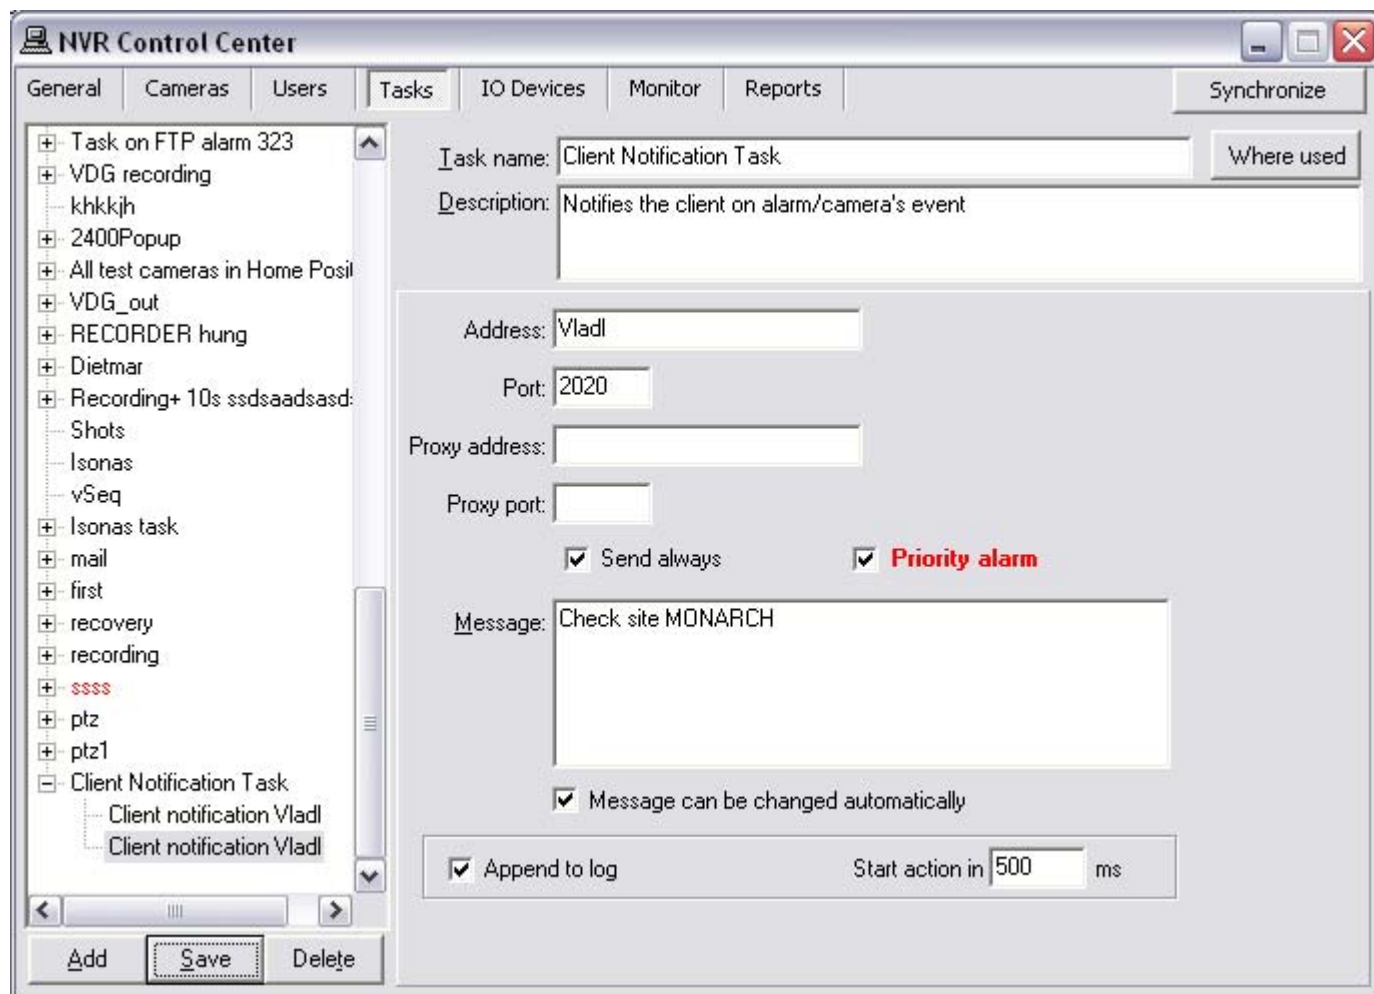 NVR Control Center
General Cameras Users Tasks IO Devices Monitor Reports Synchronize
Task on FTP alarm 323
VDG recording
khkkjh
2400Popup
All test cameras in Home Posit
VDG_out
RECORDER hung
Dietmar
Recording+ 10s ssdsaadsasd
Shots
Isonas
vSeq
Isonas task
mail
first
recovery
recording
ssss
ptz
ptz1
Client Notification Task
Client notification Vladl
Client notification Vladl
Add Save Delete
Task name: Client Notification Task Where used
Description: Notifies the client on alarm/camera's event
Address: Vladl
Port: 2020
Proxy address:
Proxy port:
Send always Priority alarm
Message: Check site MONARCH
Message can be changed automatically
Append to log Start action in 500 ms